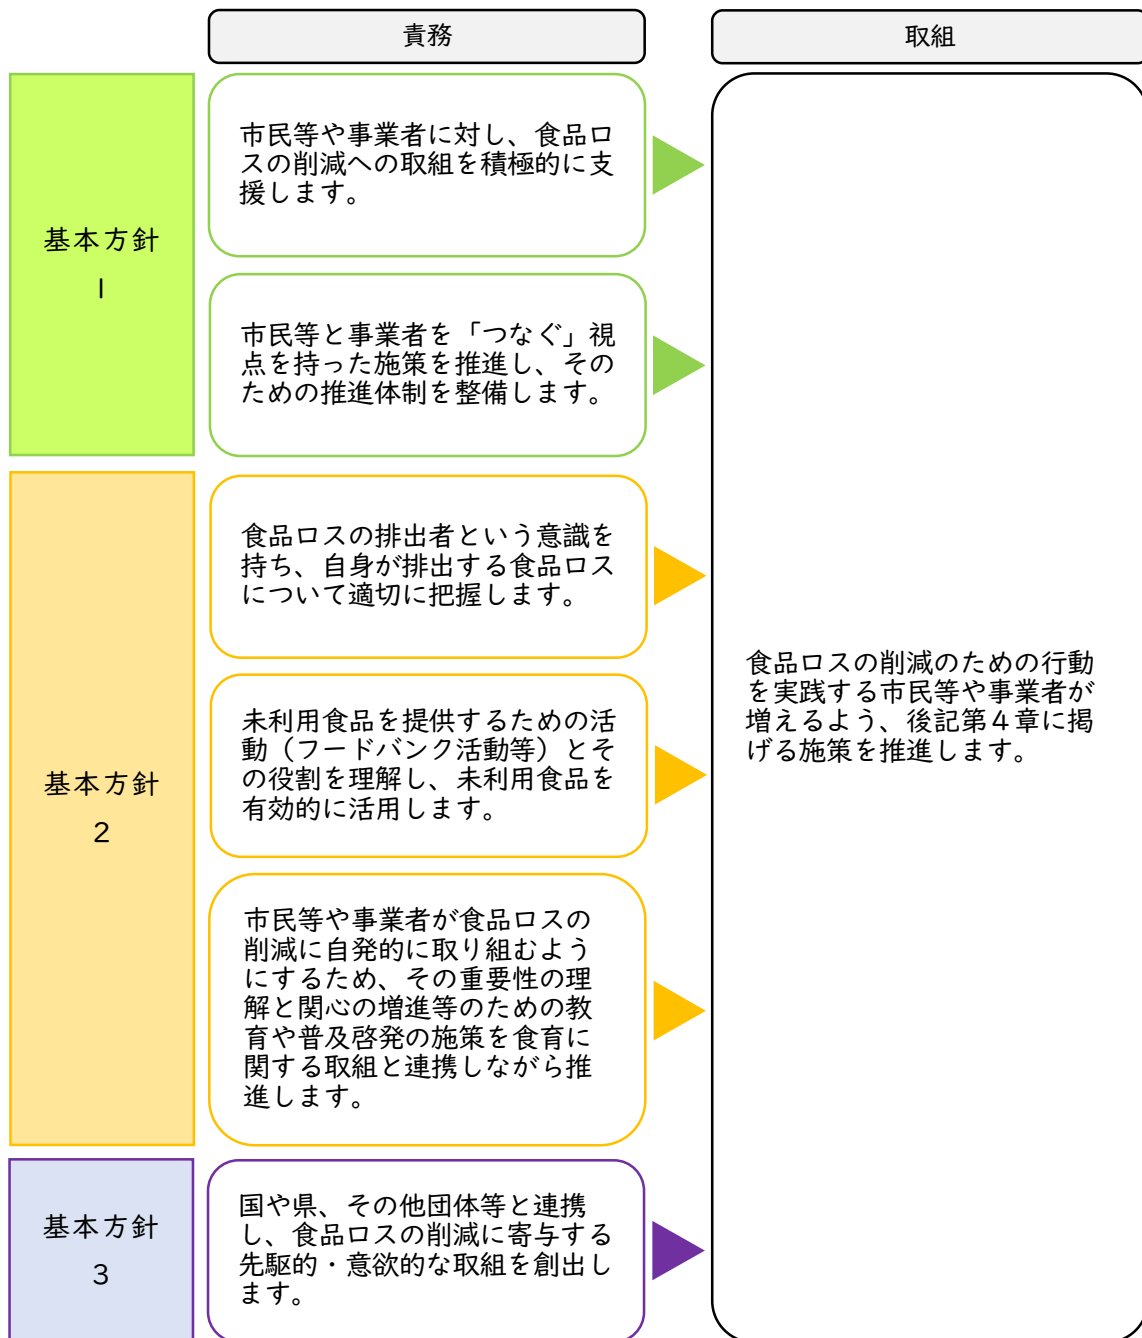 責務
取組
基本方針
1
市民等や事業者に対し、食品ロ
スの削減への取組を積極的に支
援します。
市民等と事業者を「つなぐ」視
点を持った施策を推進し、その
ための推進体制を整備します。
基本方針
2
食品ロスの排出者という意識を
持ち、自身が排出する食品ロス
について適切に把握します。
未利用食品を提供するための活
動（フードバンク活動等）とそ
の役割を理解し、未利用食品を
有効的に活用します。
市民等や事業者が食品ロスの
削減に自発的に取り組むよう
にするため、その重要性の理
解と関心の増進等のための教
育や普及啓発の施策を食育に
関する取組と連携しながら推
進します。
基本方針
3
国や県、その他団体等と連携
し、食品ロスの削減に寄与する
先駆的・意欲的な取組を創出し
ます。
食品ロスの削減のための行動
を実践する市民等や事業者が
増えるよう、後記第４章に掲
げる施策を推進します。